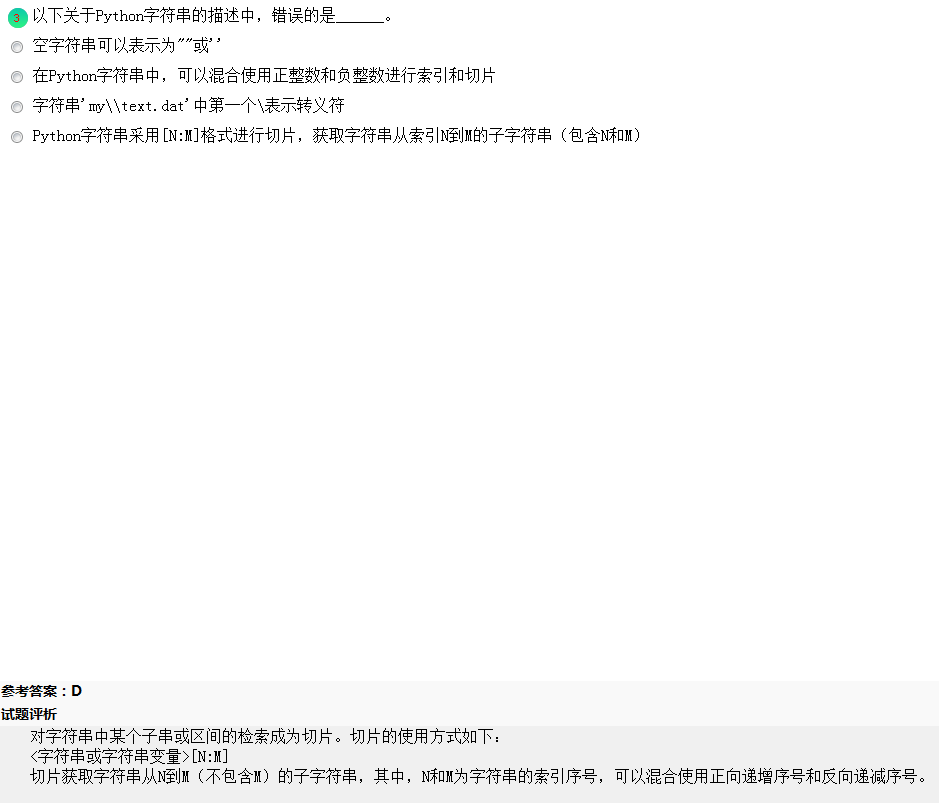 3 以下关于Python字符串的描述中，错误的是______。
空字符串可以表示为""或''
在Python字符串中，可以混合使用正整数和负整数进行索引和切片
字符串'my\\text.dat'中第一个\表示转义符
Python字符串采用[N:M]格式进行切片，获取字符串从索引N到M的子字符串（包含N和M）
参考答案：D
试题评析
对字符串中某个子串或区间的检索成为切片。切片的使用方式如下：
<字符串或字符串变量>[N:M]
切片获取字符串从N到M（不包含M）的子字符串，其中，N和M为字符串的索引序号，可以混合使用正向递增序号和反向递减序号。